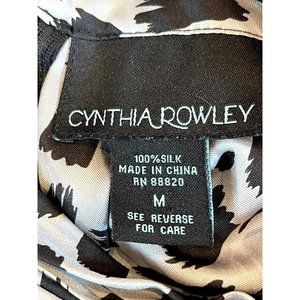 CYNTHIA ROWLEY
100% SILK
MADE IN CHINA
RN 88820
M
SEE REVERSE
FOR CARE